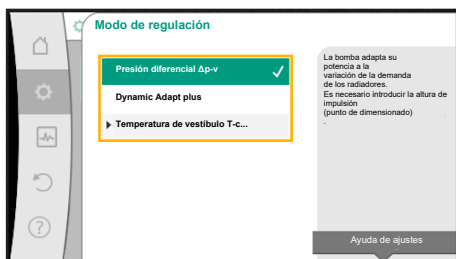 Modo de regulación
Presión diferencial Δp-v
Dynamic Adapt plus
Temperatura de vestíbulo T-c...
La bomba adapta su
potencia a la
variación de la demanda
de los radiadores.
Es necesario introducir la altura de
impulsión
(punto de dimensionado)
.
Ayuda de ajustes